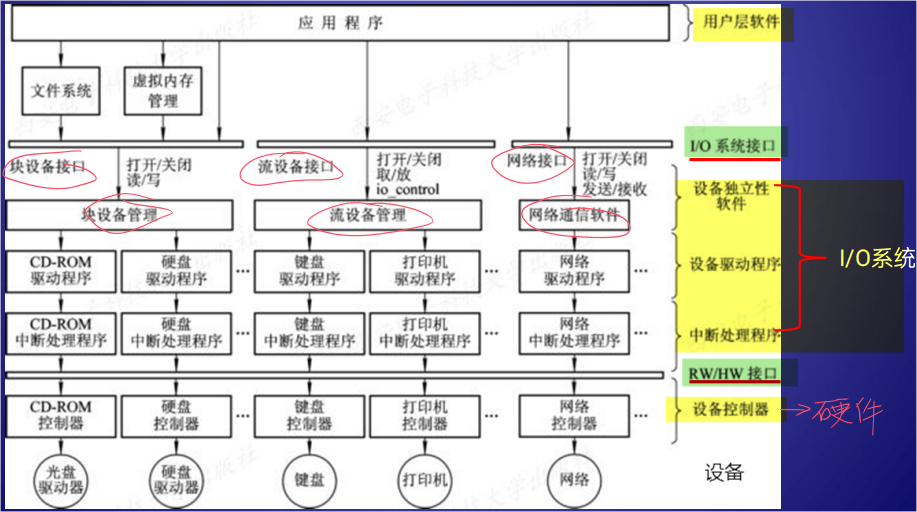 应用程序
用户层软件
文件系统
虚拟内存
管理
I/O 系统接口
块设备接口
打开/关闭
读/写
流设备接口
打开/关闭
取/放
io_control
网络接口
打开/关闭
读/写
发送/接收
设备独立性
软件
块设备管理
流设备管理
网络通信软件
I/O系统
CD-ROM
驱动程序
硬盘
驱动程序
...
键盘
驱动程序
打印机
驱动程序
...
网络
驱动程序
...
设备驱动程序
CD-ROM
中断处理程序
硬盘
中断处理程序
...
键盘
中断处理程序
打印机
中断处理程序
...
网络
中断处理程序
...
中断处理程序
RW/HW 接口
CD-ROM
控制器
硬盘
控制器
...
键盘
控制器
打印机
控制器
...
网络
控制器
...
设备控制器
硬件
光盘
驱动器
硬盘
驱动器
键盘
打印机
网络
设备